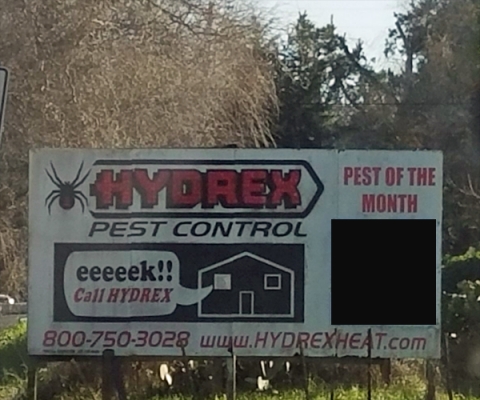 HYDREX
PEST CONTROL
eeeeek!!
Call HYDREX
PEST OF THE
MONTH
800-750-3028 www.HYDREXHEAT.com